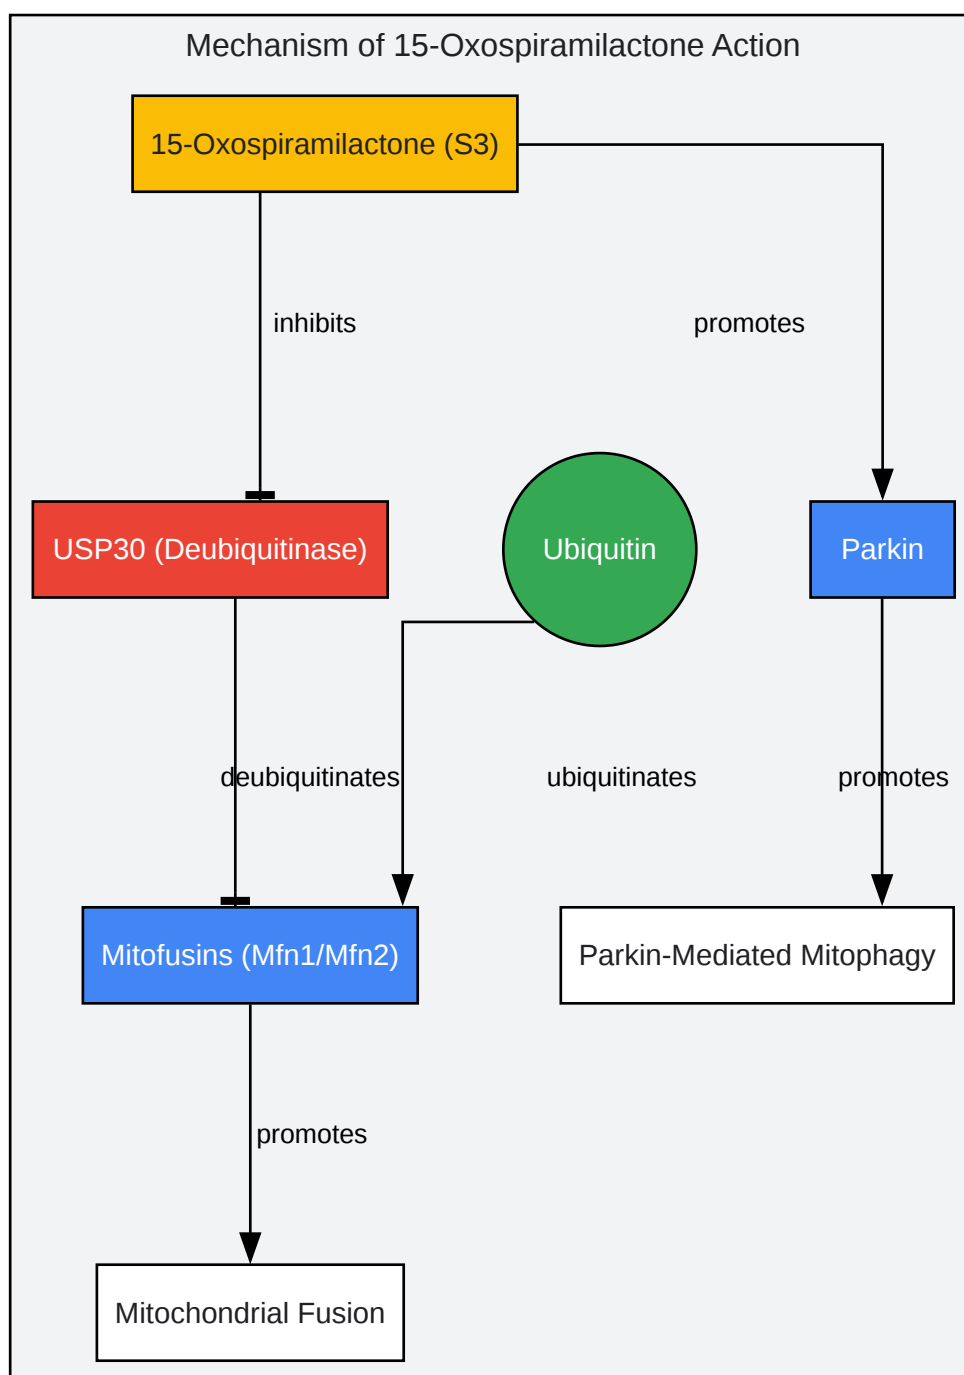 Mechanism of 15-Oxospiramilactone Action
15-Oxospiramilactone (S3)
inhibits
promotes
USP30 (Deubiquitinase)
Ubiquitin
Parkin
deubiquitinates
ubiquitinates
promotes
Mitofusins (Mfn1/Mfn2)
Parkin-Mediated Mitophagy
promotes
Mitochondrial Fusion